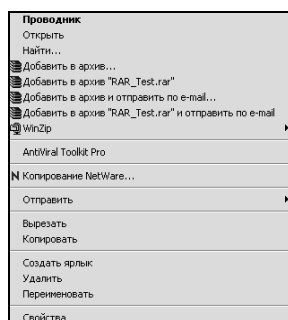 Проводник
Открыть
Найти...
Добавить в архив...
Добавить в архив "RAR_Test.rar"
Добавить в архив и отправить по e-mail...
Добавить в архив "RAR_Test.rar" и отправить по e-mail
WinZip
AntiViral Toolkit Pro
Копирование NetWare...
Отправить
Вырезать
Копировать
Создать ярлык
Удалить
Переименовать
Свойства